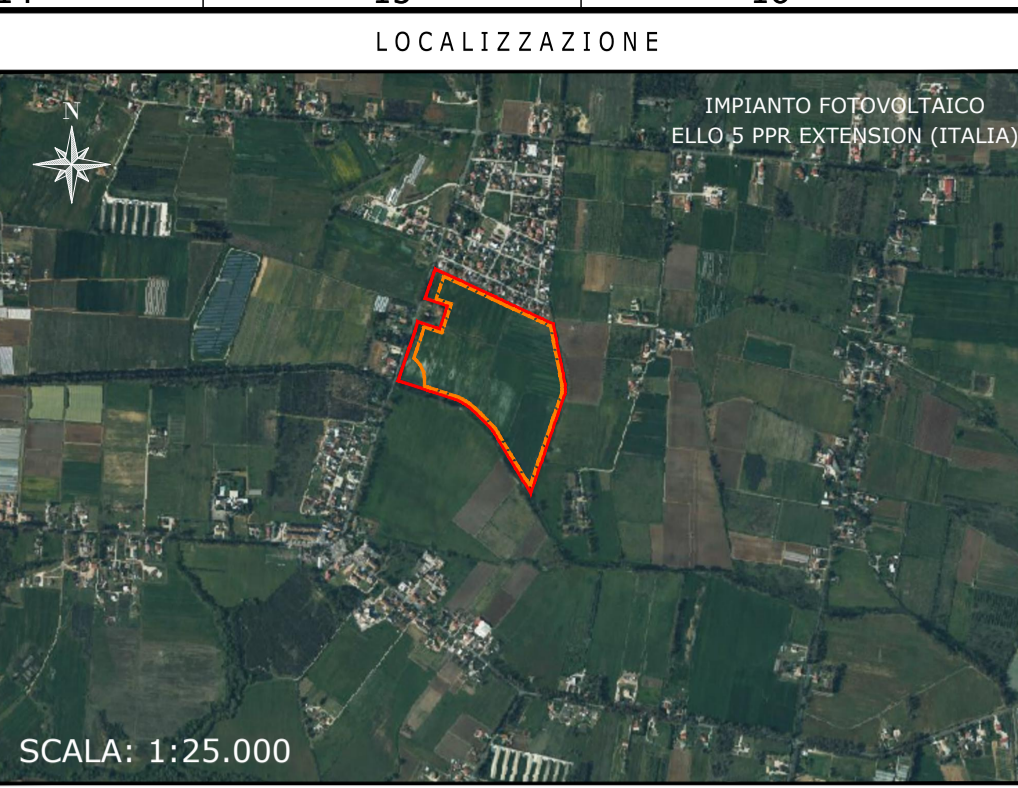 LOCALIZZAZIONE
N
IMPIANTO FOTOVOLTAICO
ELLO 5 PPR EXTENSION (ITALIA)
SCALA: 1:25.000